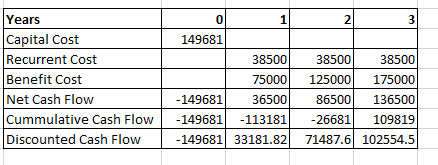 Years 0 1 2 3
Capital Cost 149681
Recurrent Cost 38500 38500 38500
Benefit Cost 75000 125000 175000
Net Cash Flow -149681 36500 86500 136500
Cummulative Cash Flow -149681 -113181 -26681 109819
Discounted Cash Flow -149681 33181.82 71487.6 102554.5